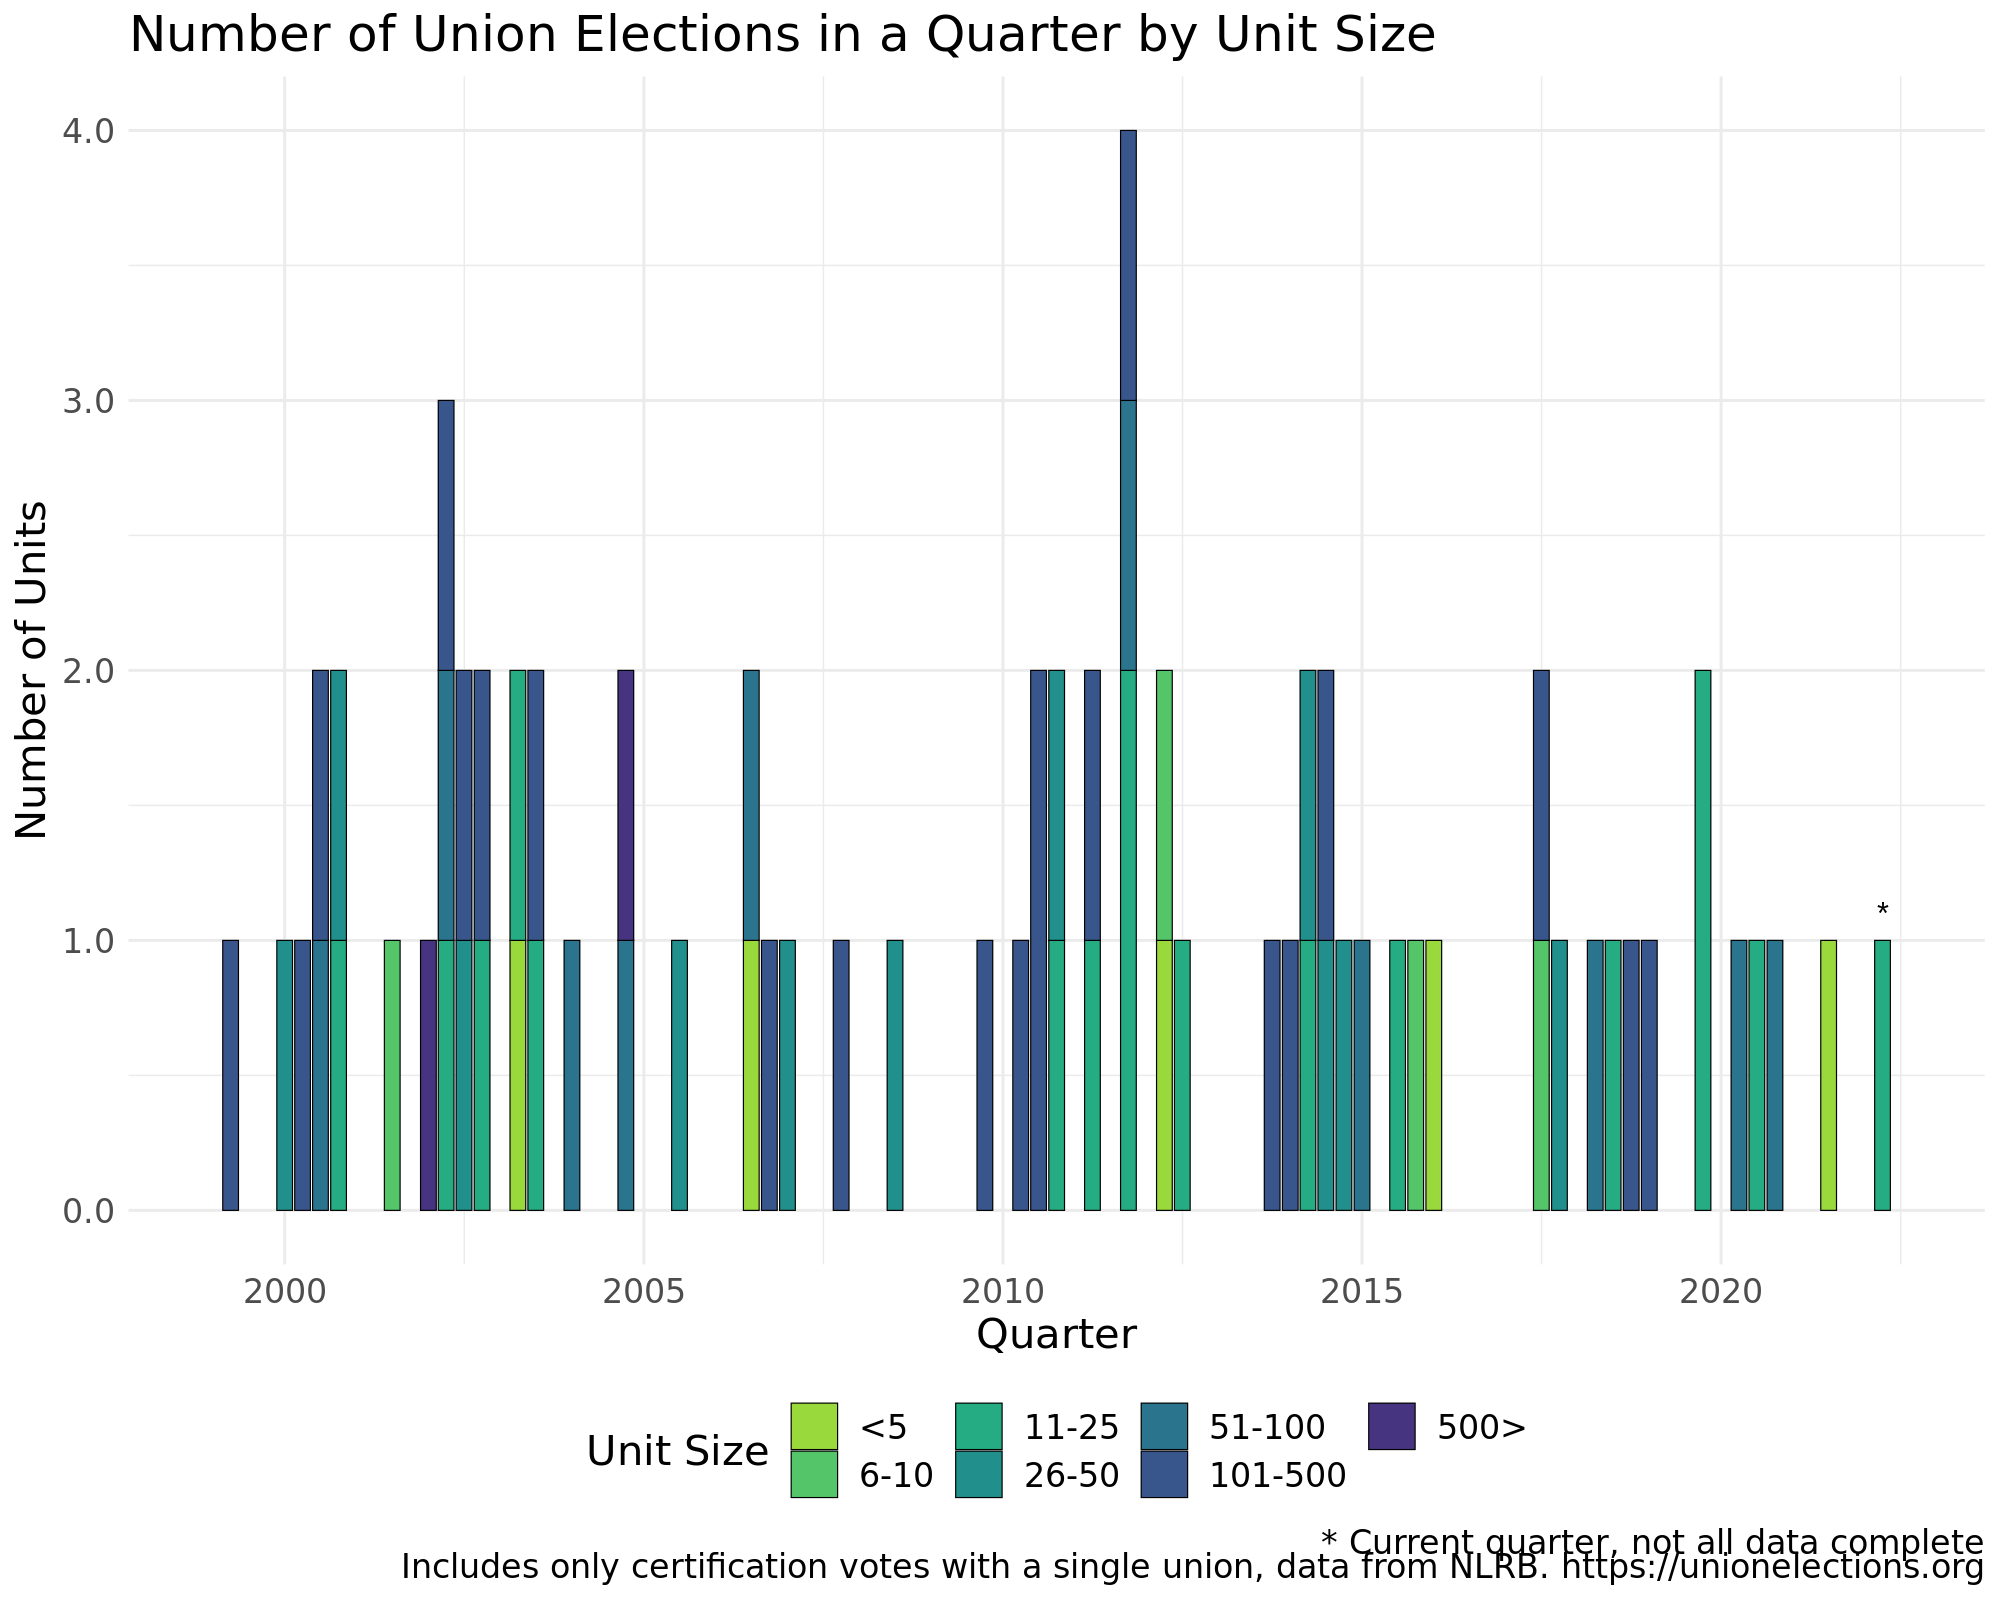 Number of Union Elections in a Quarter by Unit Size
Number of Units
4.0
3.0
2.0
1.0
0.0
*
2000 2005 2010 2015 2020
Quarter
Unit Size
<5 11-25 51-100 500>
6-10 26-50 101-500
* Current quarter, not all data complete
Includes only certification votes with a single union, data from NLRB. https://unionelections.org